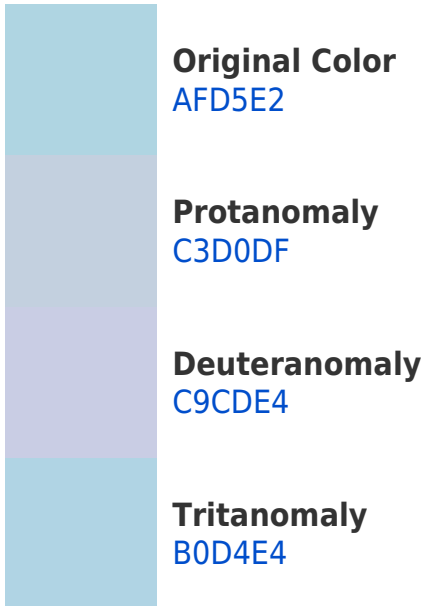 Original Color
AFD5E2
Protanomaly
C3D0DF
Deuteranomaly
C9CDE4
Tritanomaly
B0D4E4